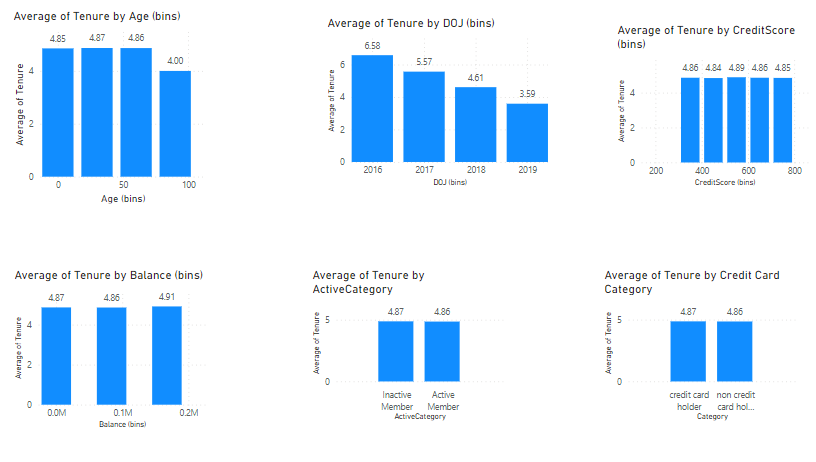 Average of Tenure by Age (bins)
4.85 4.87 4.86 4.00
4
2
0
Average of Tenure
0 50 100
Age (bins)
Average of Tenure by DOJ (bins)
6.58 5.57 4.61 3.59
6
4
2
0
Average of Tenure
2016 2017 2018 2019
DOJ (bins)
Average of Tenure by CreditScore
(bins)
4.86 4.84 4.89 4.86 4.85
4
2
0
Average of Tenure
200 400 600 800
CreditScore (bins)
Average of Tenure by Balance (bins)
4.87 4.86 4.91
4
2
0
Average of Tenure
0.0M 0.1M 0.2M
Balance (bins)
Average of Tenure by
ActiveCategory
4.87 4.86
5
0
Average of Tenure
Inactive Active
Member Member
ActiveCategory
Average of Tenure by Credit Card
Category
4.87 4.86
5
0
Average of Tenure
credit card non credit
holder card hol...
Category